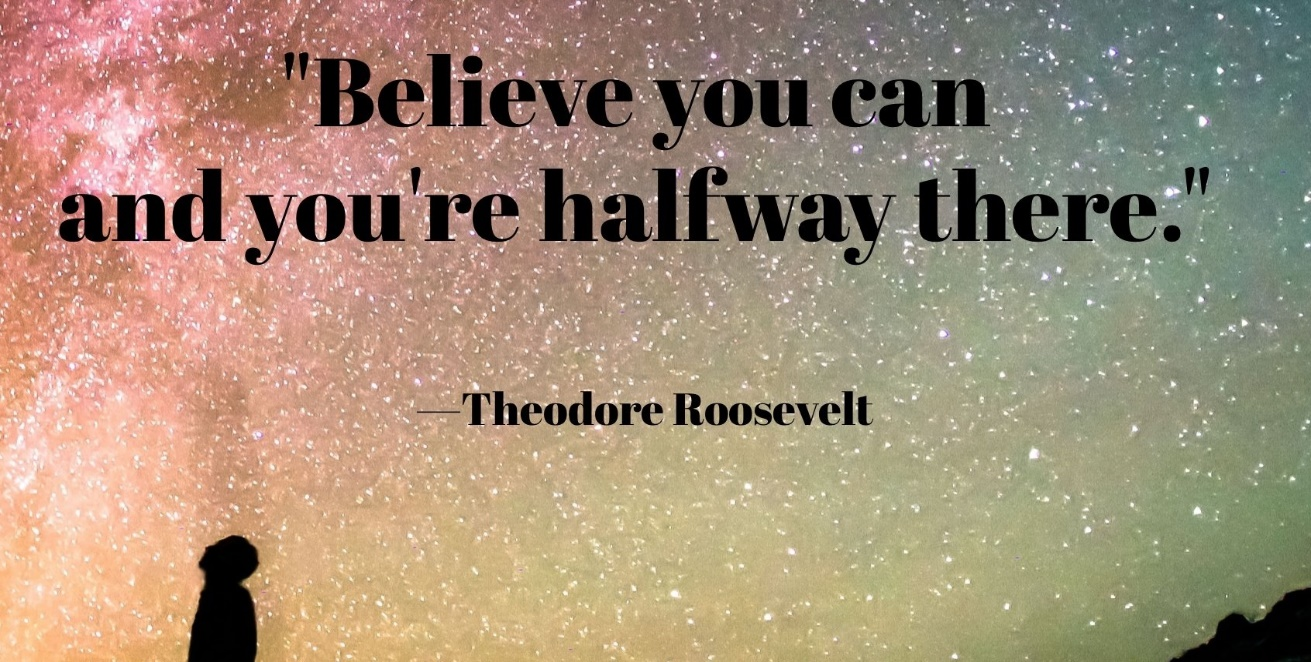 "Believe you can
and you're halfway there."
—Theodore Roosevelt